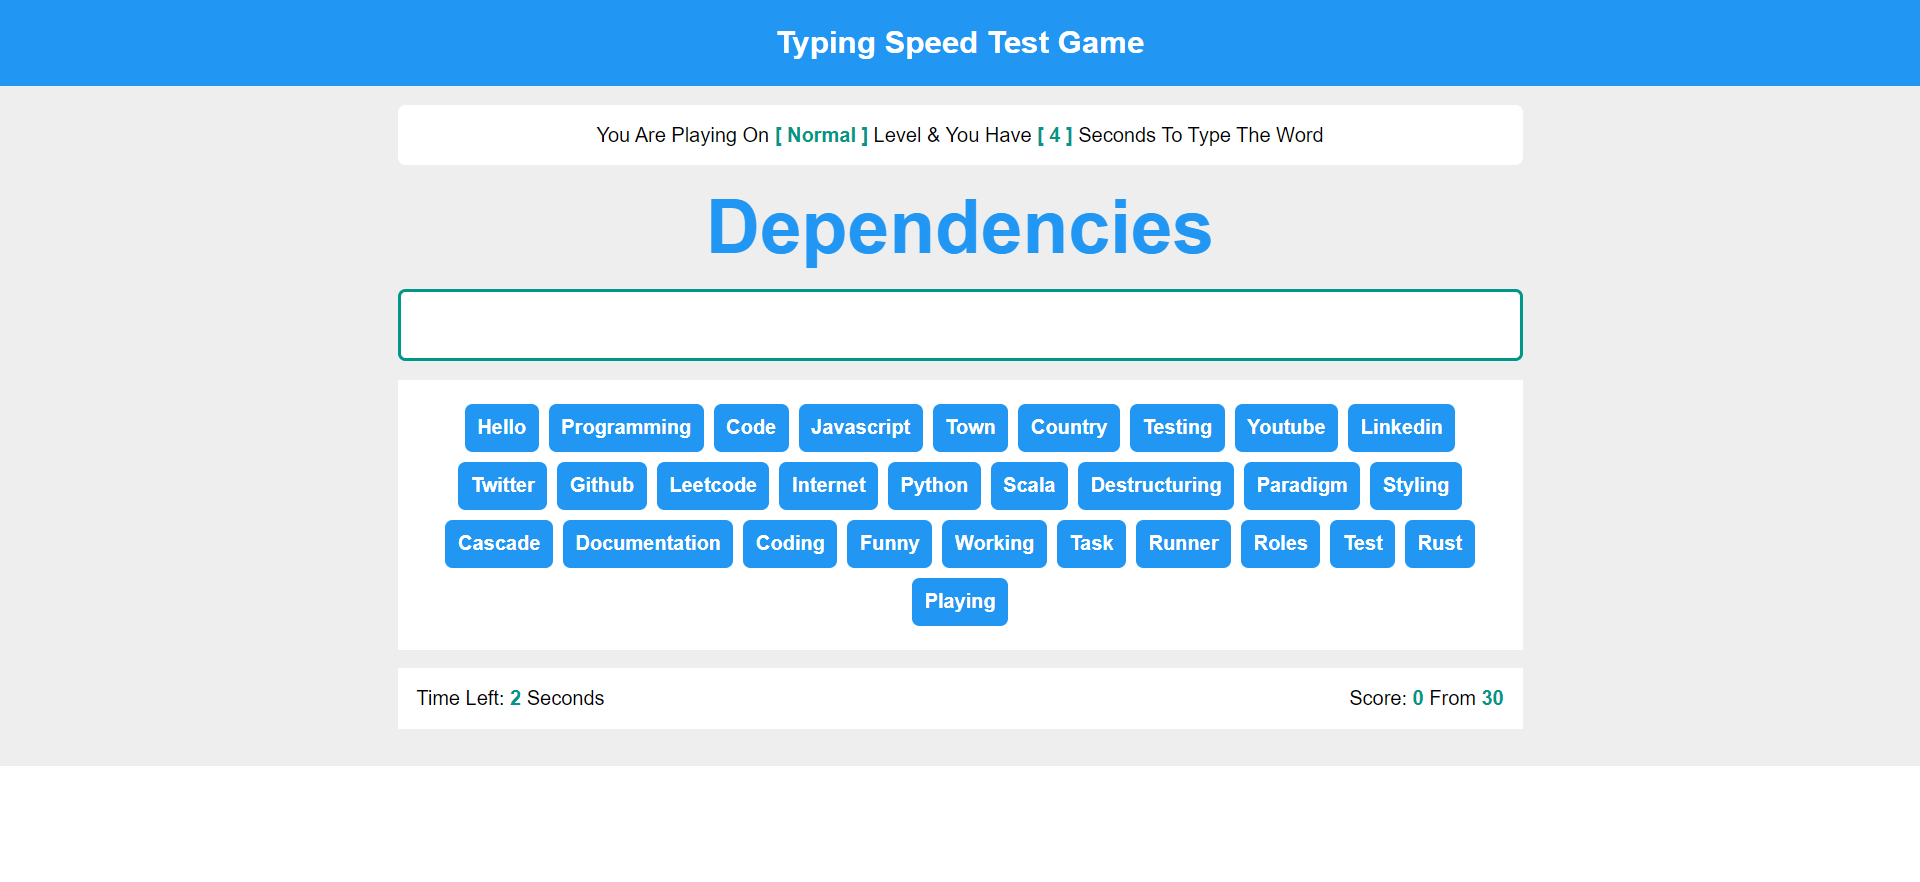 Typing Speed Test Game
You Are Playing On [ Normal ] Level & You Have [ 4 ] Seconds To Type The Word
Dependencies
Hello Programming Code Javascript Town Country Testing Youtube Linkedin
Twitter Github Leetcode Internet Python Scala Destructuring Paradigm Styling
Cascade Documentation Coding Funny Working Task Runner Roles Test Rust
Playing
Time Left: 2 Seconds Score: 0 From 30